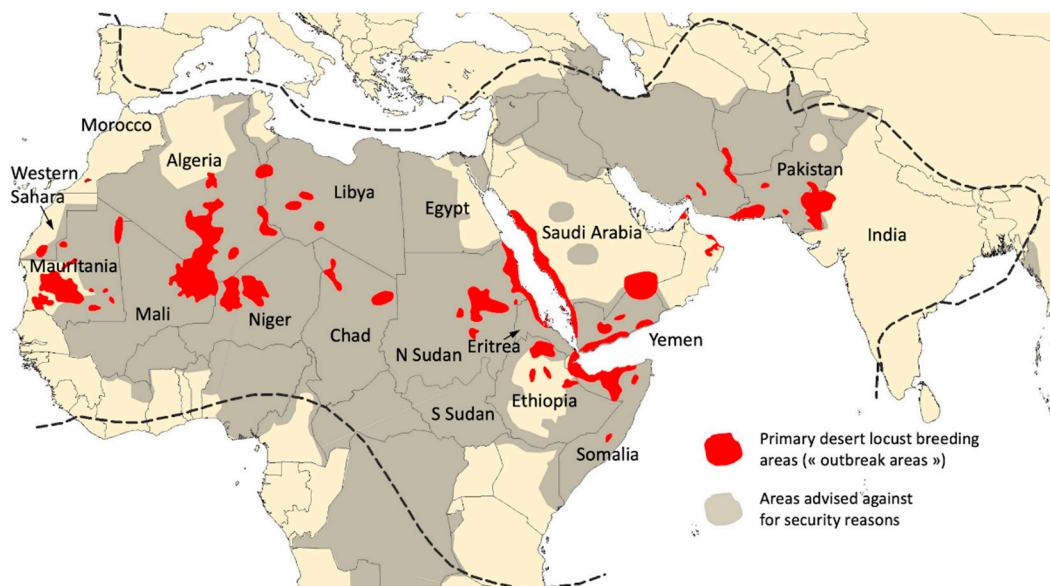 Morocco
Western
Sahara
Algeria
Libya
Egypt
Saudi Arabia
Pakistan
India
Mauritania
Mali
Niger
Chad
N Sudan
Eritrea
Yemen
S Sudan
Ethiopia
Somalia
Primary desert locust breeding
areas (« outbreak areas »)
Areas advised against
for security reasons